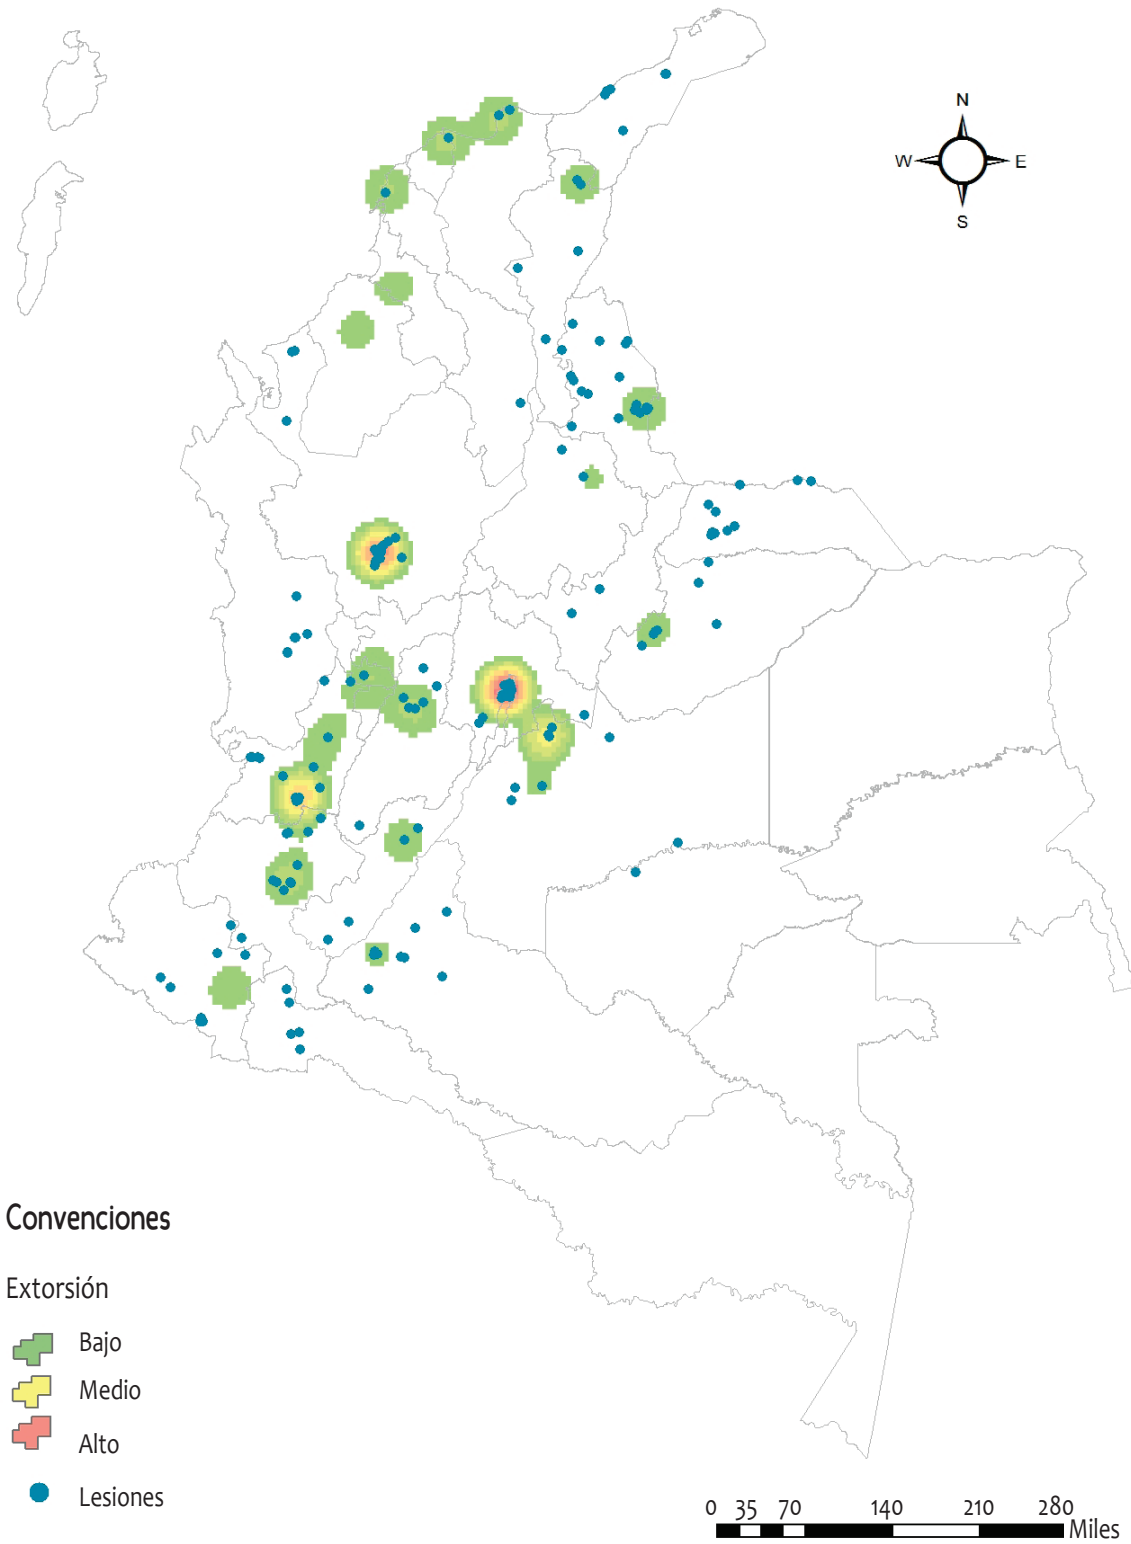 N
W E
S
Convenciones
Extorsión
Bajo
Medio
Alto
Lesiones
0 35 70 140 210 280
Miles